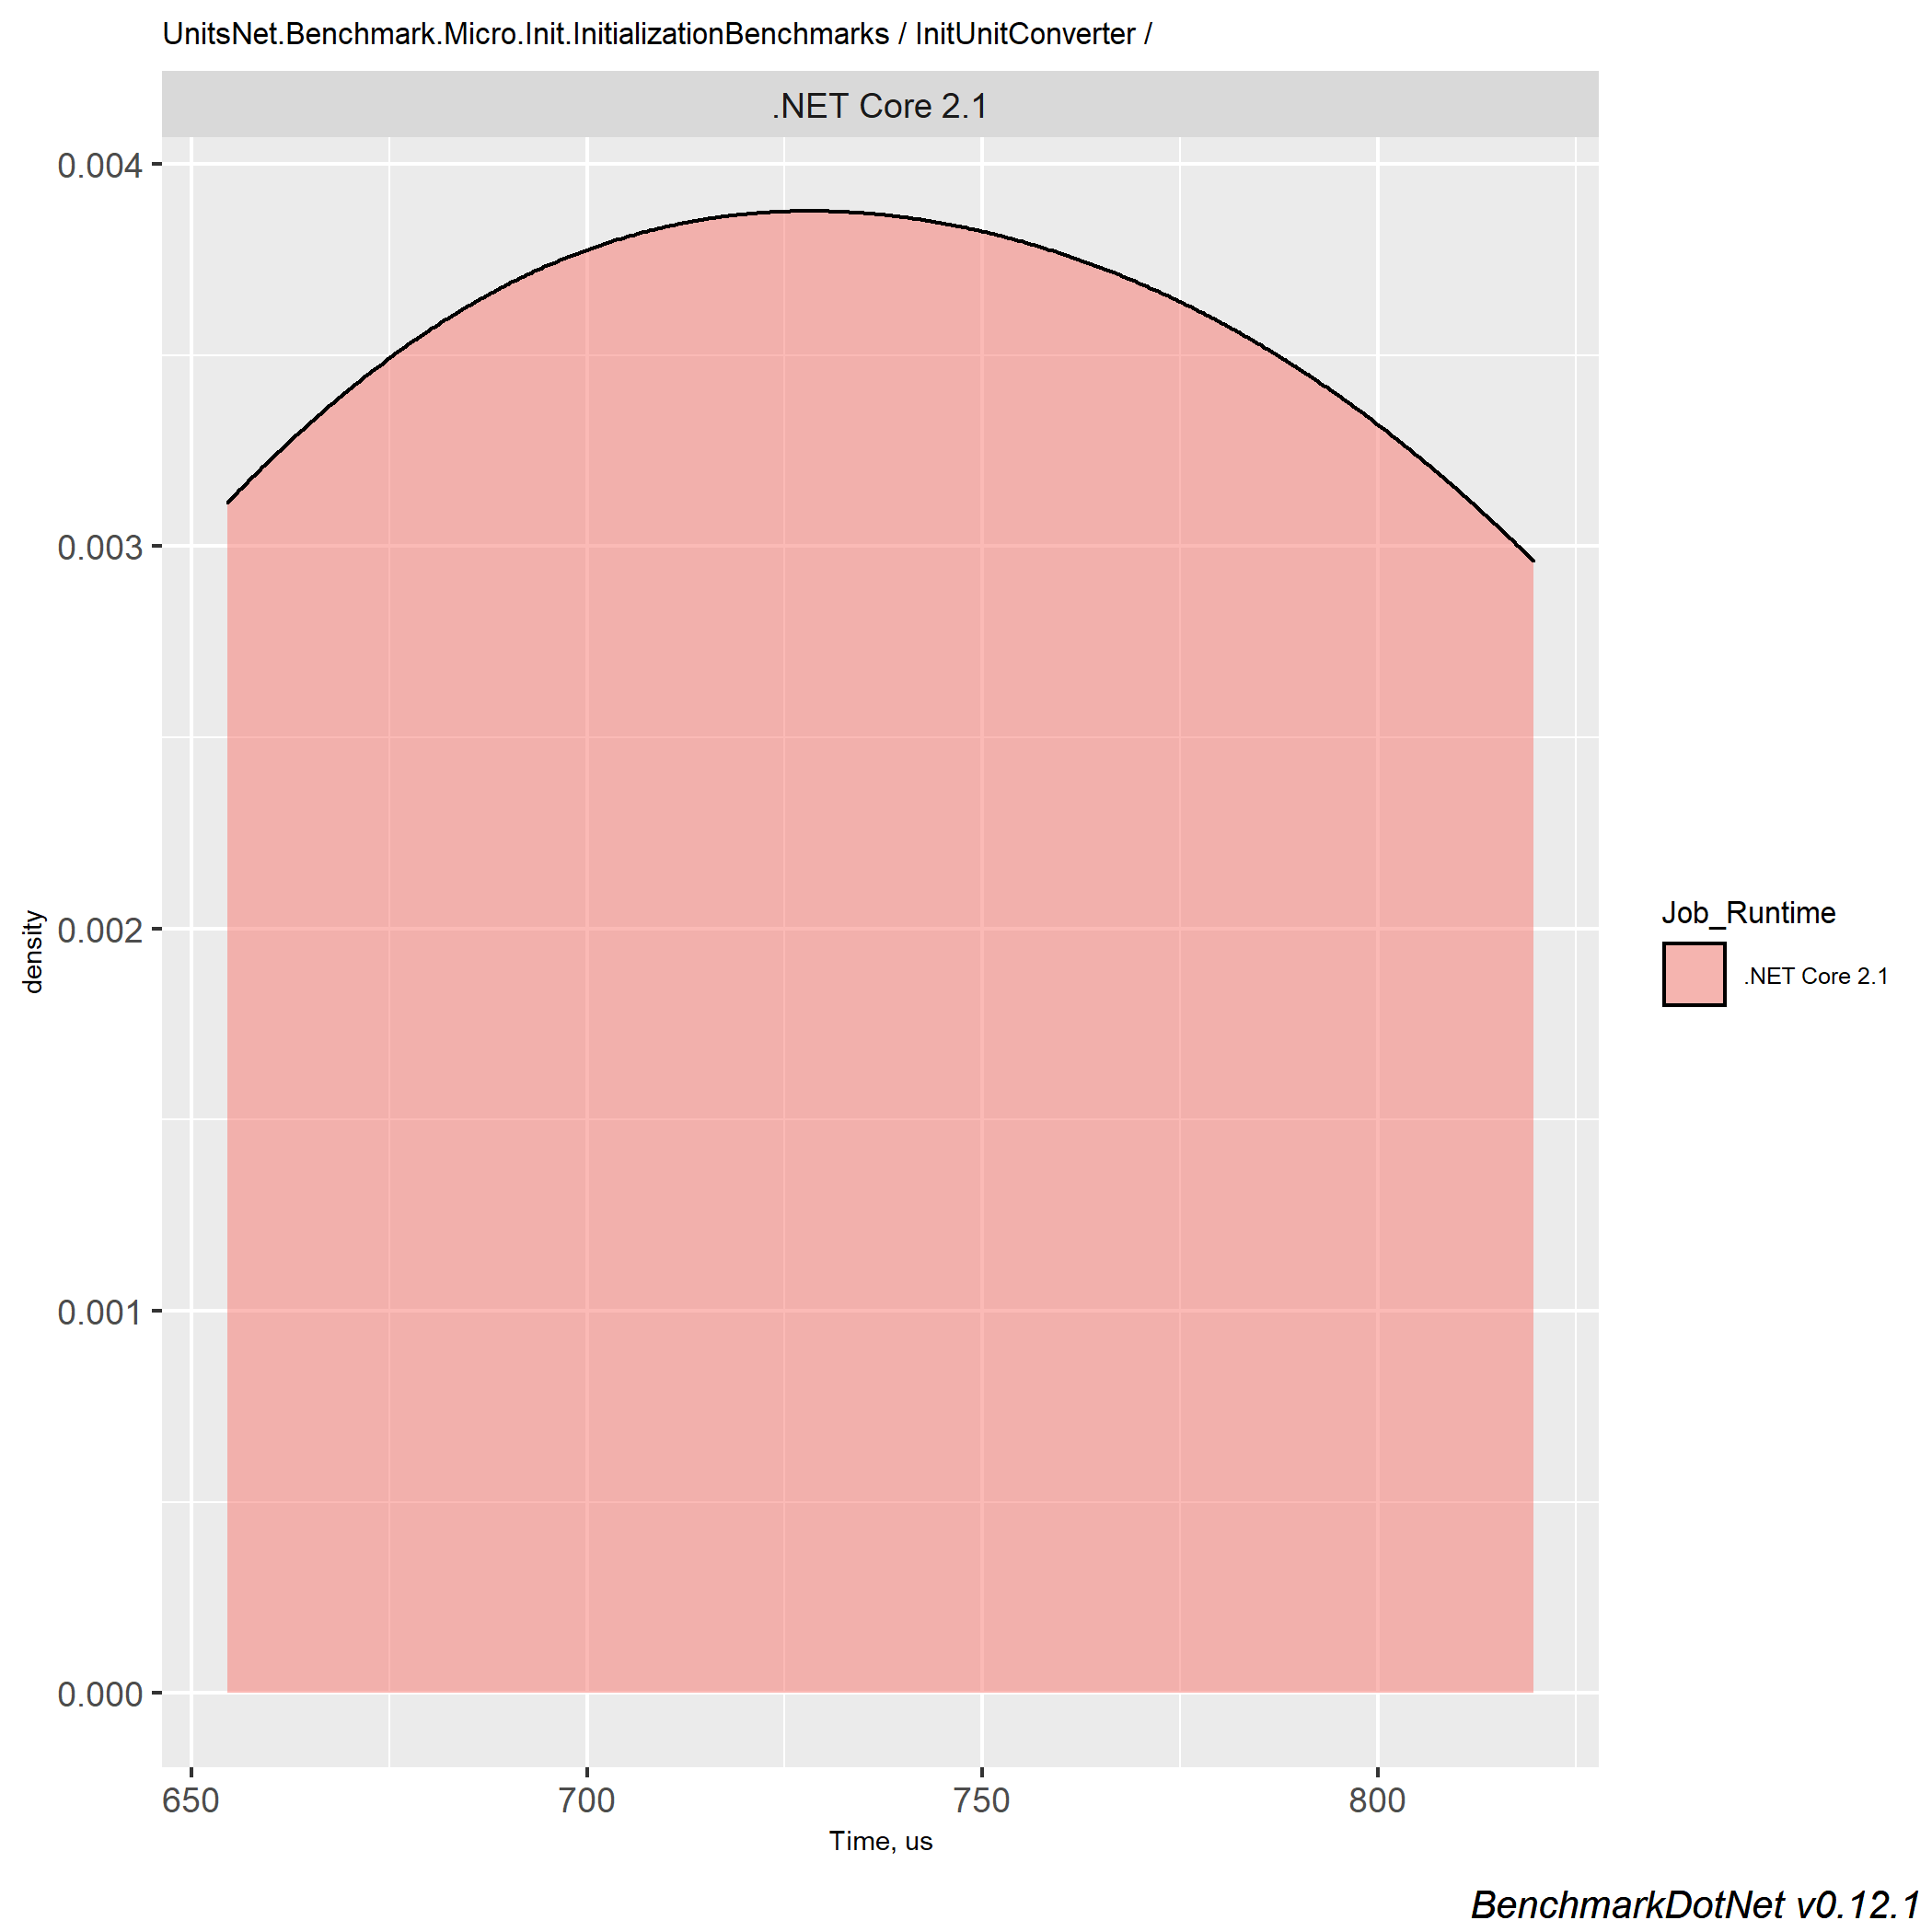 UnitsNet.Benchmark.Micro.Init.InitializationBenchmarks / InitUnitConverter /
.NET Core 2.1
0.004
0.003
0.002
0.001
0.000
density
650 700 750 800
Time, us
Job_Runtime
.NET Core 2.1
BenchmarkDotNet v0.12.1